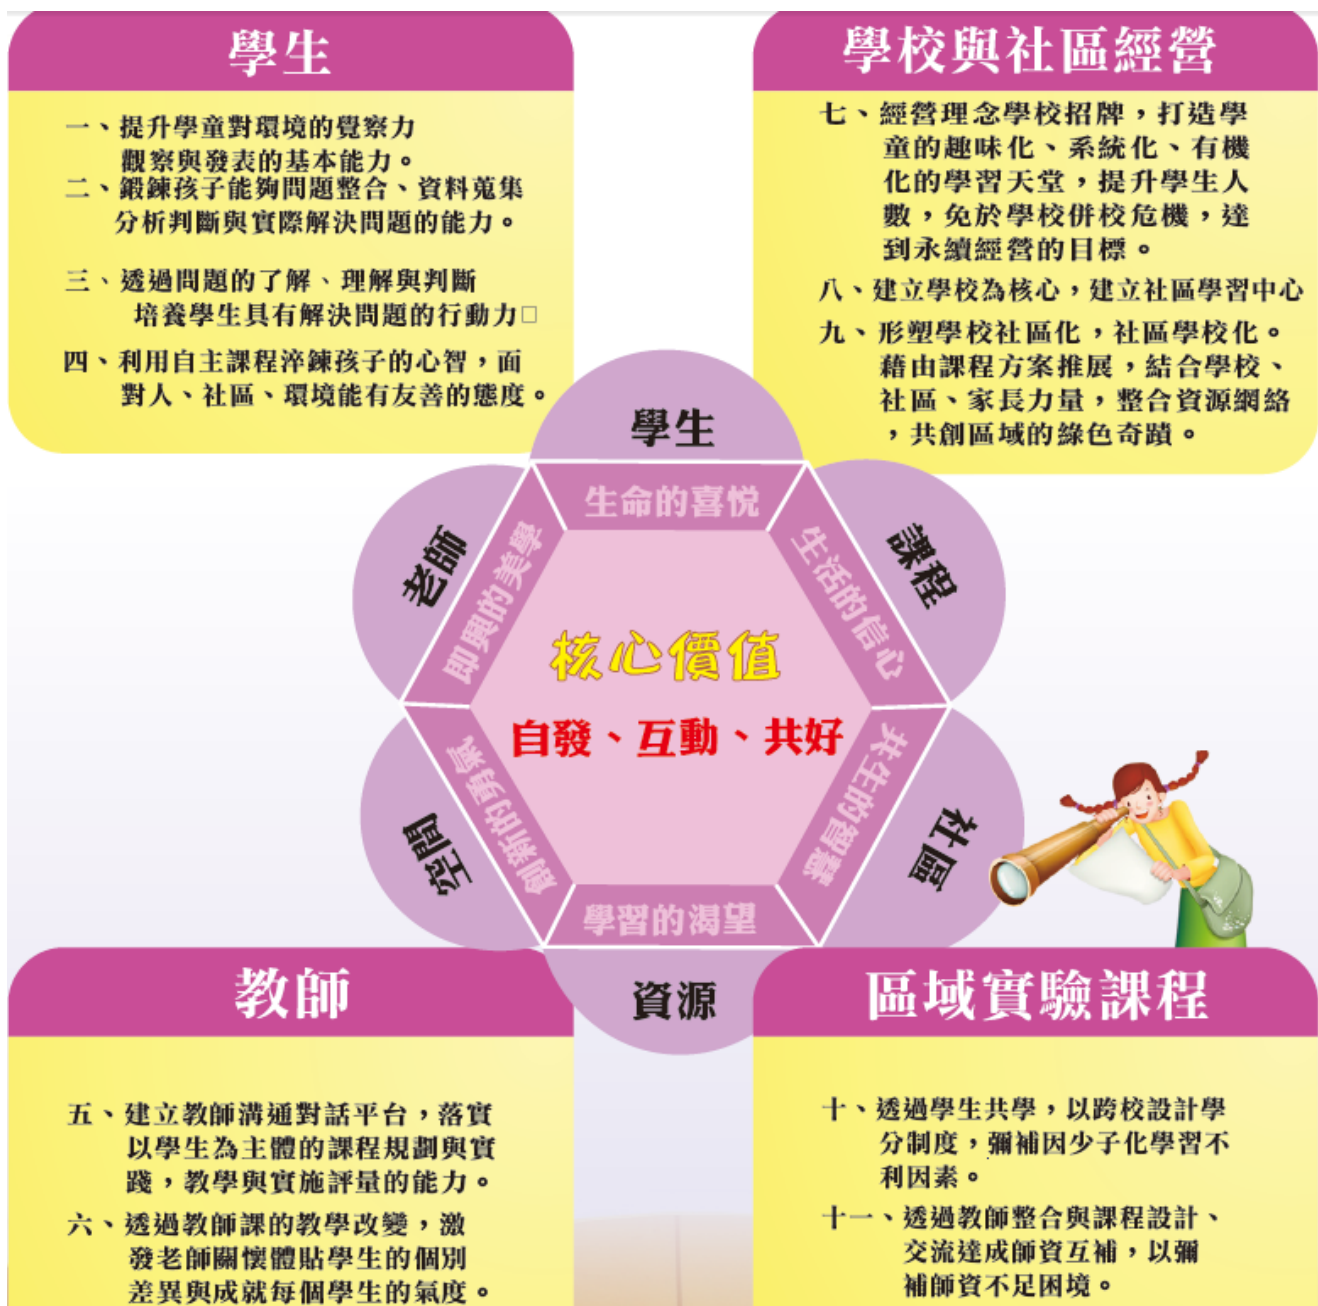 學生
一、提升學童對環境的覺察力
觀察與發表的基本能力。
二、鍛鍊孩子能夠問題整合、資料蒐集
分析判斷與實際解決問題的能力。
三、透過問題的了解、理解與判斷
培養學生具有解決問題的行動力□
四、利用自主課程淬鍊孩子的心智，面
對人、社區、環境能有友善的態度。
學校與社區經營
七、經營理念學校招牌，打造學
童的趣味化、系統化、有機
化的學習天堂，提升學生人
數，免於學校併校危機，達
到永續經營的目標。
八、建立學校為核心，建立社區學習中心
九、形塑學校社區化，社區學校化。
藉由課程方案推展，結合學校、
社區、家長力量，整合資源網絡
，共創區域的綠色奇蹟。
學生
生命的喜悅
課程
生活的信心
社區
共生的智慧
資源
學習的渴望
空間
創新的勇氣
老師
即興的美學
核心價值
自發、互動、共好
教師
五、建立教師溝通對話平台，落實
以學生為主體的課程規劃與實
踐，教學與實施評量的能力。
六、透過教師課的教學改變，激
發老師關懷體貼學生的個別
差異與成就每個學生的氣度。
區域實驗課程
十、透過學生共學，以跨校設計學
分制度，彌補因少子化學習不
利因素。
十一、透過教師整合與課程設計、
交流達成師資互補，以彌
補師資不足困境。